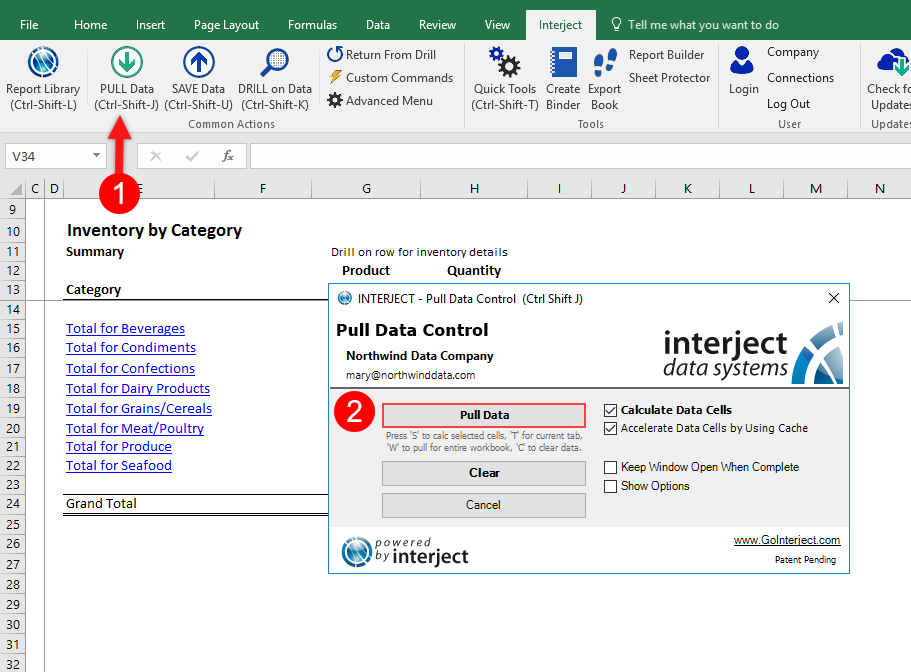 File Home Insert Page Layout Formulas Data Review View Interject Tell me what you want to do
Report Library
(Ctrl-Shift-L)
PULL Data
(Ctrl-Shift-J)
SAVE Data
(Ctrl-Shift-U)
DRILL on Data
(Ctrl-Shift-K)
Return From Drill
Custom Commands
Advanced Menu
Common Actions
Quick Tools
(Ctrl-Shift-T)
Create
Binder
Export
Book
Report Builder
Sheet Protector
Tools
Login
Company
Connections
Log Out
User
Check fo
Updates
Updates
V34 fx
1
C D E F G H I J K L M N
9
10 Inventory by Category
11 Summary Drill on row for inventory details
12 Product Quantity
13 Category
14
15 Total for Beverages
16 Total for Condiments
17 Total for Confections
18 Total for Dairy Products
19 Total for Grains/Cereals
20 Total for Meat/Poultry
21 Total for Produce
22 Total for Seafood
23
24 Grand Total
25
26
27
28
29
30
31
32
INTERJECT - Pull Data Control (Ctrl Shift J)
Pull Data Control
Northwind Data Company
mary@northwinddata.com
interject
data systems
2
Pull Data
Press 'S' to calc selected cells, 'T' for current tab,
'W' to pull for entire workbook, 'C' to clear data.
Clear
Cancel
Calculate Data Cells
Accelerate Data Cells by Using Cache
Keep Window Open When Complete
Show Options
powered
by interject
www.GoInterject.com
Patent Pending